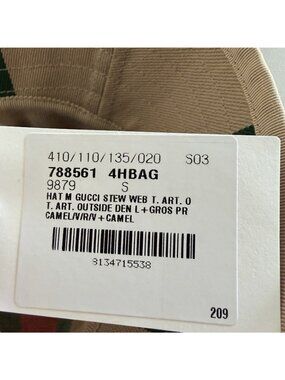 410/110/135/020 S03
788561 4HBAG
9879 S
HAT M GUCCI STEW WEB T. ART. O
T. ART. OUTSIDE DEN L+GROS PR
CAMEL/V/R/V+CAMEL
8134715538
209